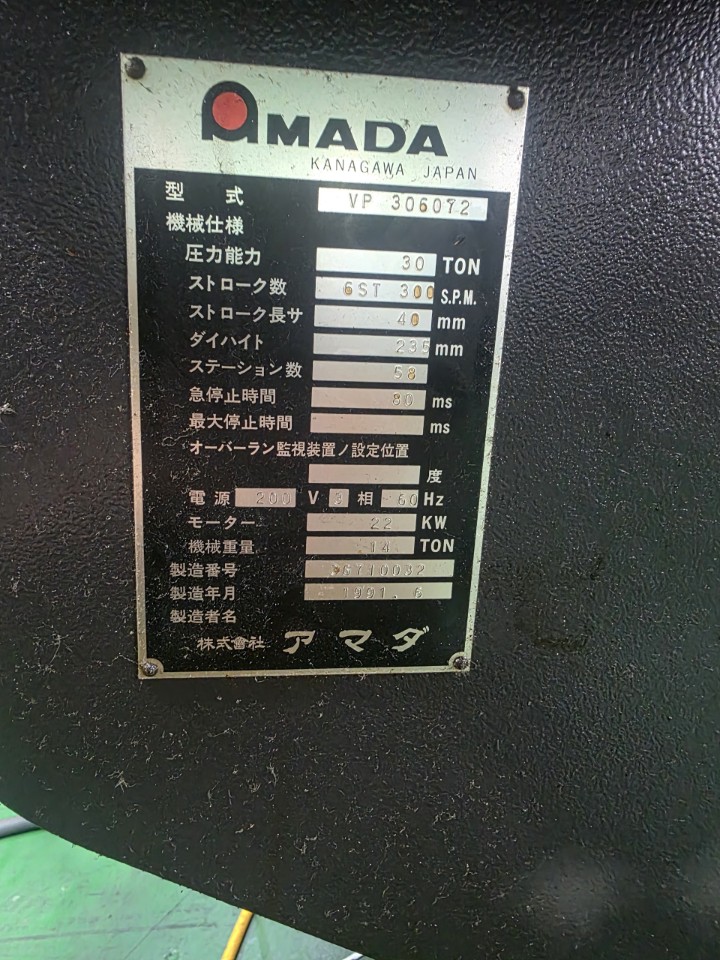 AMADA
KANAGAWA JAPAN
型式 VP 306072
機械仕様
圧力能力 30 TON
ストローク数 6ST 300 S.P.M.
ストローク長サ 40 mm
ダイハイト 235 mm
ステーション数 58
急停止時間 80 ms
最大停止時間 ms
オーバーラン監視装置ノ設定位置
度
電源 200 V 3 相 60 Hz
モーター 22 KW
機械重量 14 TON
製造番号
製造年月 1991. 6
製造者名
株式會社 アマダ